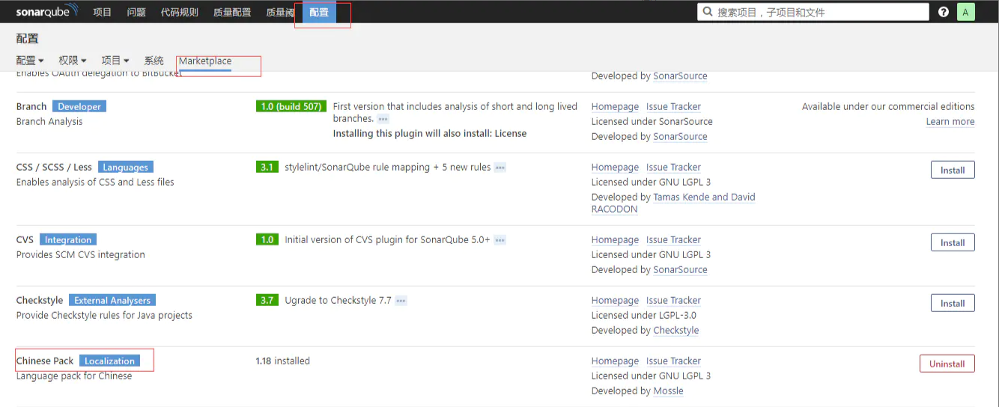 sonarqube 项目 问题 代码规则 质量配置 质量阈 配置 搜索项目，子项目和文件 ? A
配置
配置 权限 项目 系统 Marketplace
Enables OAuth delegation to BitBucket Developed by SonarSource
Branch Developer 1.0 (build 507) First version that includes analysis of short and long lived Homepage Issue Tracker Available under our commercial editions
Branch Analysis branches. ... Licensed under SonarSource Learn more
Installing this plugin will also install: License Developed by SonarSource
CSS / SCSS / Less Languages 3.1 stylelint/SonarQube rule mapping + 5 new rules ... Homepage Issue Tracker Install
Enables analysis of CSS and Less files Licensed under GNU LGPL 3
Developed by Tamas Kende and David
RACODON
CVS Integration 1.0 Initial version of CVS plugin for SonarQube 5.0+ ... Homepage Issue Tracker Install
Provides SCM CVS integration Licensed under GNU LGPL 3
Developed by SonarSource
Checkstyle External Analysers 3.7 Ugrade to Checkstyle 7.7 ... Homepage Issue Tracker Install
Provide Checkstyle rules for Java projects Licensed under LGPL-3.0
Developed by Checkstyle
Chinese Pack Localization 1.18 installed Homepage Issue Tracker Uninstall
Language pack for Chinese Licensed under GNU LGPL 3
Developed by Mossle